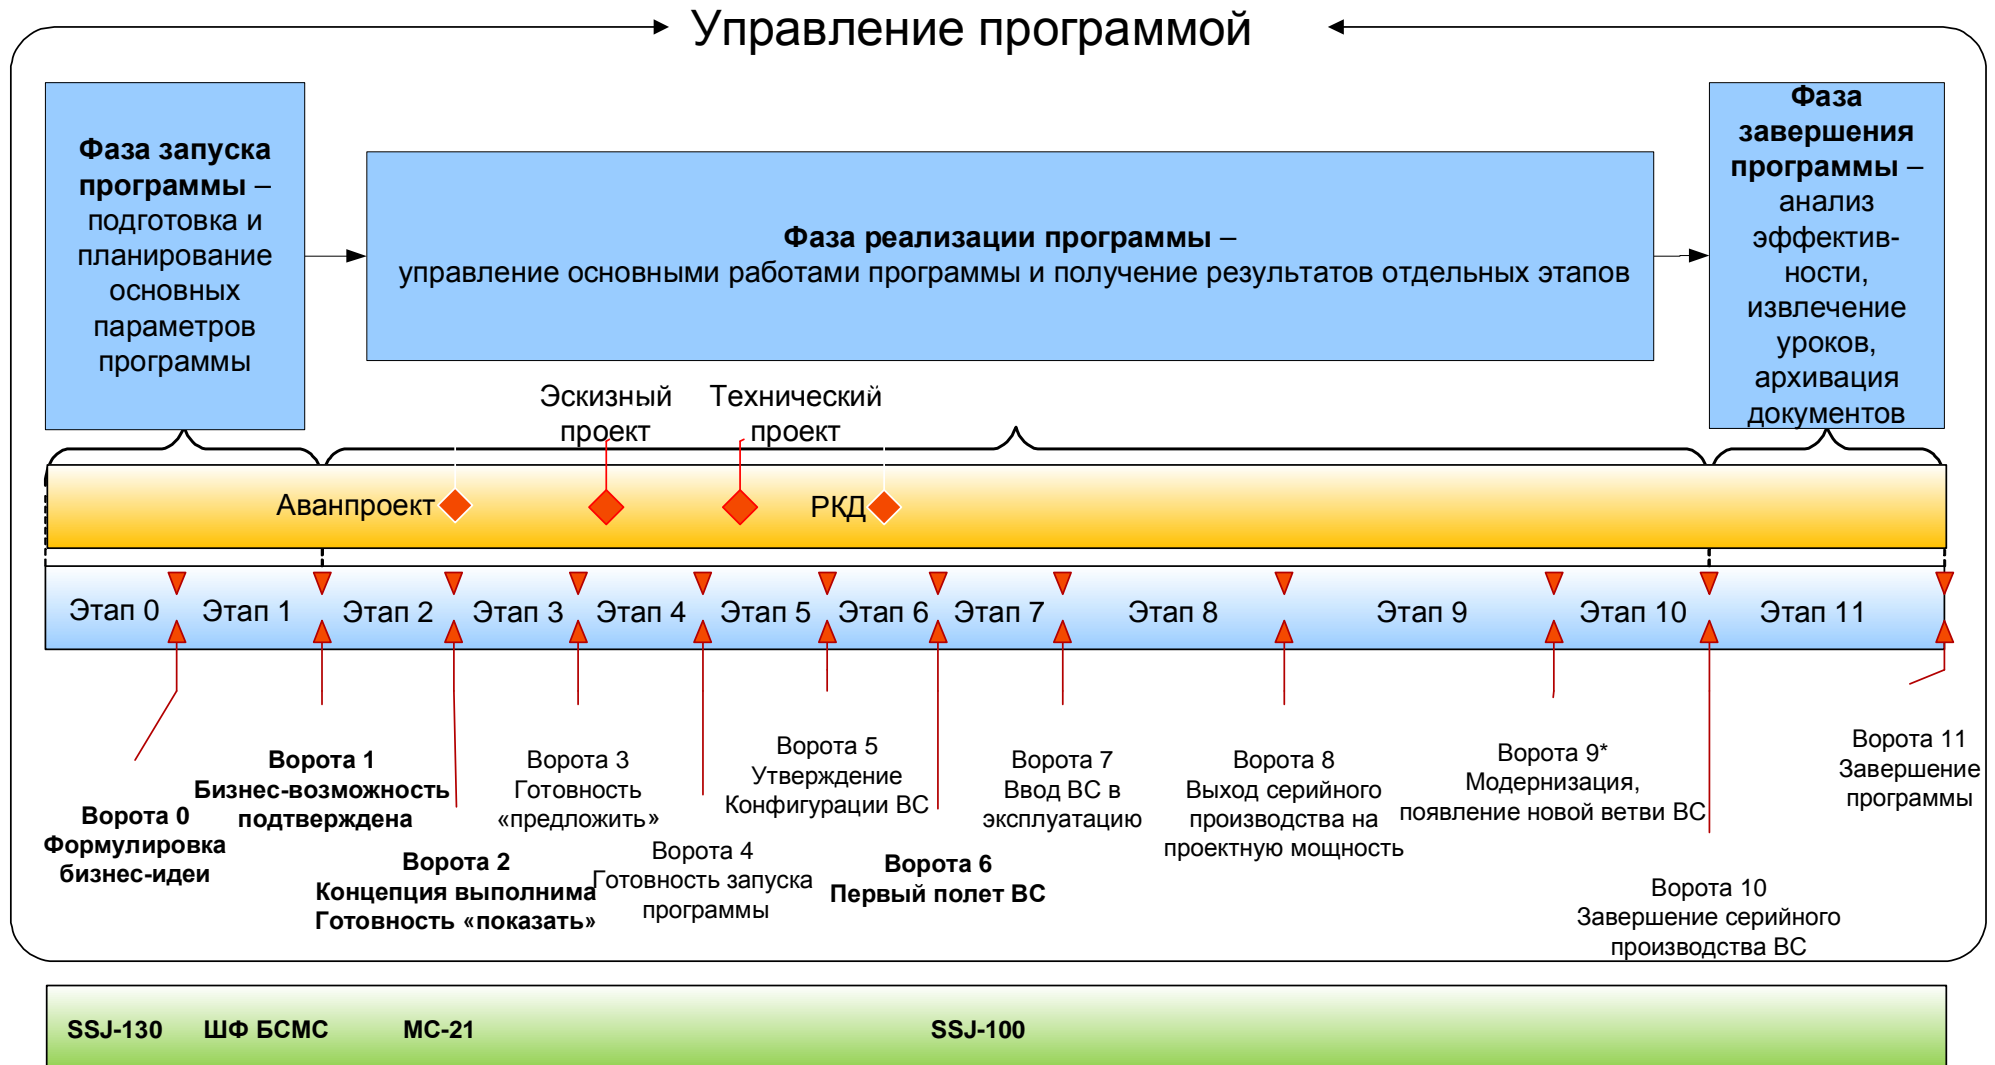 Управление программой
Фаза запуска
программы –
подготовка и
планирование
основных
параметров
программы
Фаза реализации программы –
управление основными работами программы и получение результатов отдельных этапов
Фаза
завершения
программы –
анализ
эффектив-
ности,
извлечение
уроков,
архивация
документов
Эскизный
проект
Технический
проект
Аванпроект
РКД
Этап 0
Этап 1
Этап 2
Этап 3
Этап 4
Этап 5
Этап 6
Этап 7
Этап 8
Этап 9
Этап 10
Этап 11
Ворота 0
Формулировка
бизнес-идеи
Ворота 1
Бизнес-возможность
подтверждена
Ворота 2
Концепция выполнима
Готовность «показать»
Ворота 3
Готовность
«предложить»
Ворота 4
Готовность запуска
программы
Ворота 5
Утверждение
Конфигурации ВС
Ворота 6
Первый полет ВС
Ворота 7
Ввод ВС в
эксплуатацию
Ворота 8
Выход серийного
производства на
проектную мощность
Ворота 9*
Модернизация,
появление новой ветви ВС
Ворота 10
Завершение серийного
производства ВС
Ворота 11
Завершение
программы
SSJ-130
ШФ БСМС
МС-21
SSJ-100